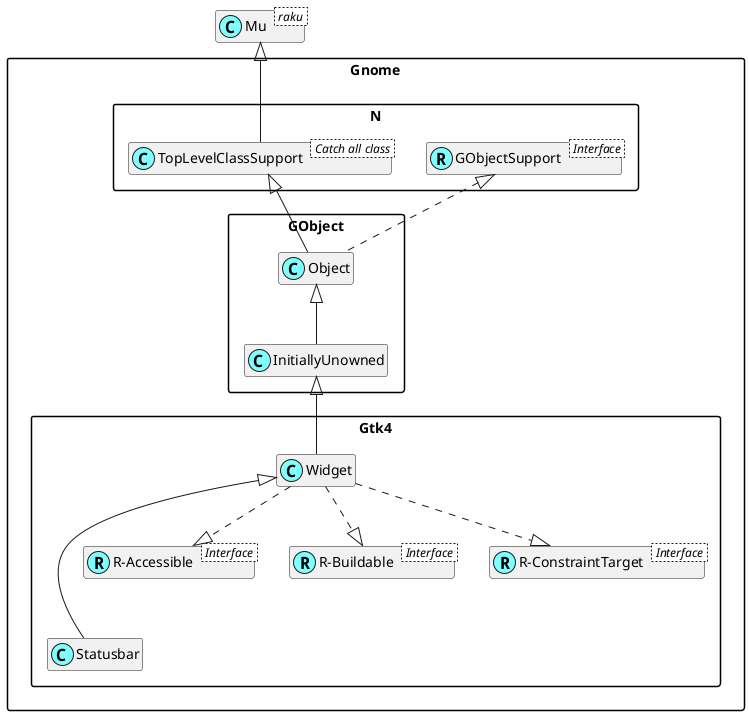 C Mu raku
Gnome
N
C TopLevelClassSupport Catch all class
R GObjectSupport Interface
GObject
C Object
C InitiallyUnowned
Gtk4
C Widget
R R-Accessible Interface
R R-Buildable Interface
R R-ConstraintTarget Interface
C Statusbar